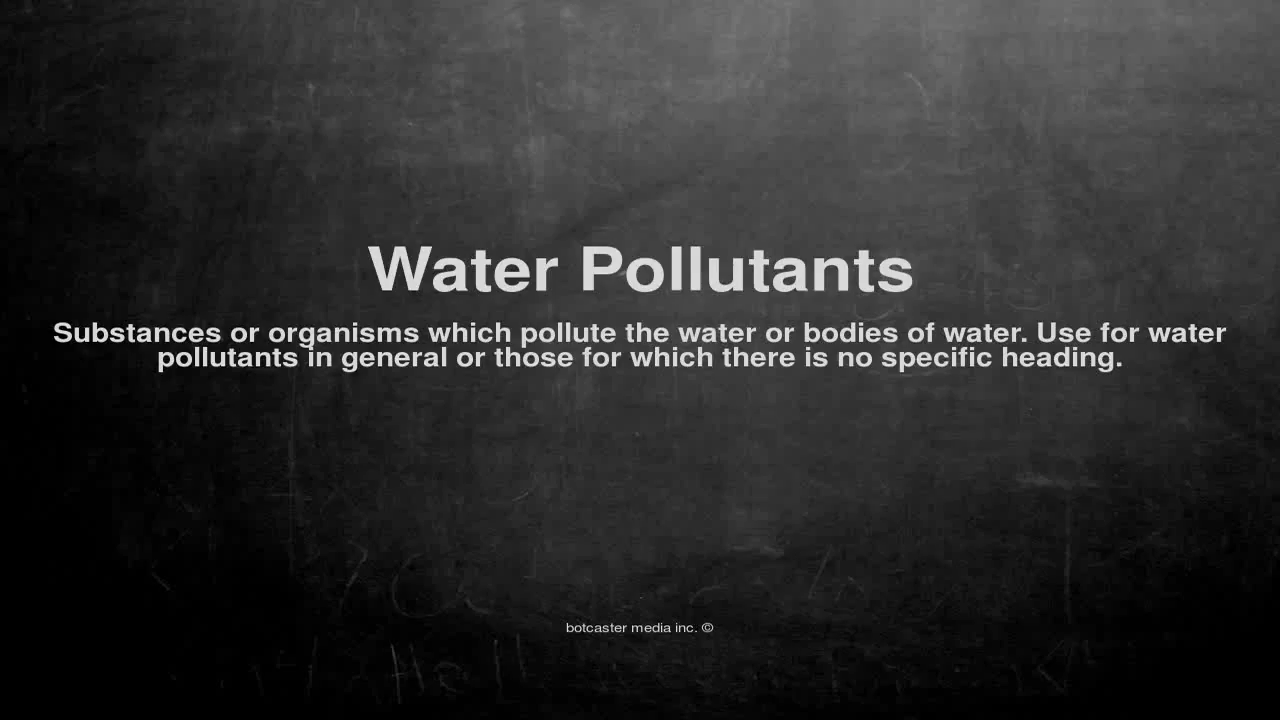 Water Pollutants
Substances or organisms which pollute the water or bodies of water. Use for water
pollutants in general or those for which there is no specific heading.
botcaster media inc. ©